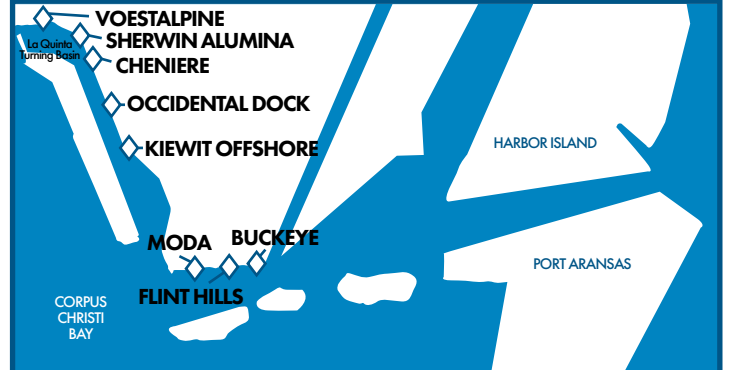 VOESTALPINE
La Quinta
Turning Basin
SHERWIN ALUMINA
CHENIERE
OCCIDENTAL DOCK
KIEWIT OFFSHORE
HARBOR ISLAND
MODA
BUCKEYE
FLINT HILLS
PORT ARANSAS
CORPUS
CHRISTI
BAY